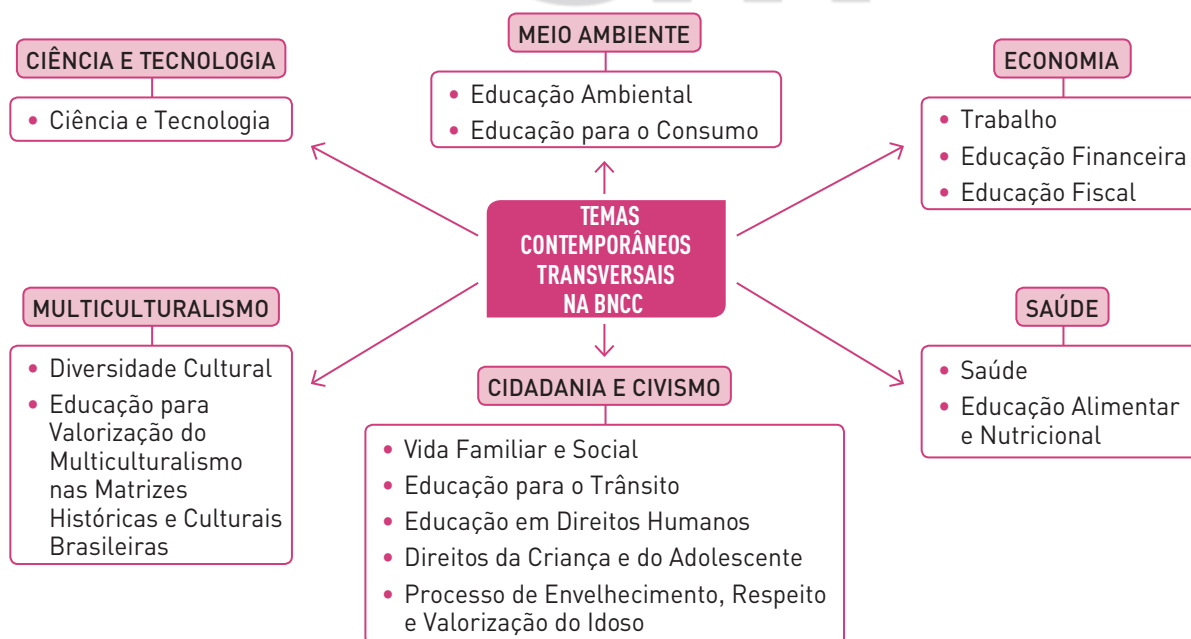 CIÊNCIA E TECNOLOGIA
• Ciência e Tecnologia
MEIO AMBIENTE
• Educação Ambiental
• Educação para o Consumo
ECONOMIA
• Trabalho
• Educação Financeira
• Educação Fiscal
TEMAS
CONTEMPORÂNEOS
TRANSVERSAIS
NA BNCC
MULTICULTURALISMO
• Diversidade Cultural
• Educação para
Valorização do
Multiculturalismo
nas Matrizes
Históricas e Culturais
Brasileiras
CIDADANIA E CIVISMO
• Vida Familiar e Social
• Educação para o Trânsito
• Educação em Direitos Humanos
• Direitos da Criança e do Adolescente
• Processo de Envelhecimento, Respeito
e Valorização do Idoso
SAÚDE
• Saúde
• Educação Alimentar
e Nutricional